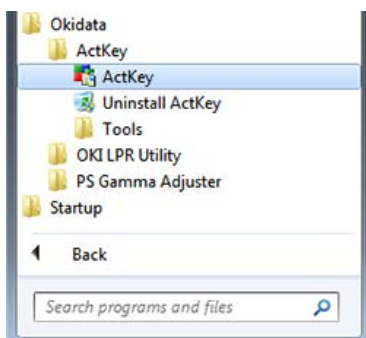 Okidata
ActKey
ActKey
Uninstall ActKey
Tools
OKI LPR Utility
PS Gamma Adjuster
Startup
Back
Search programs and files